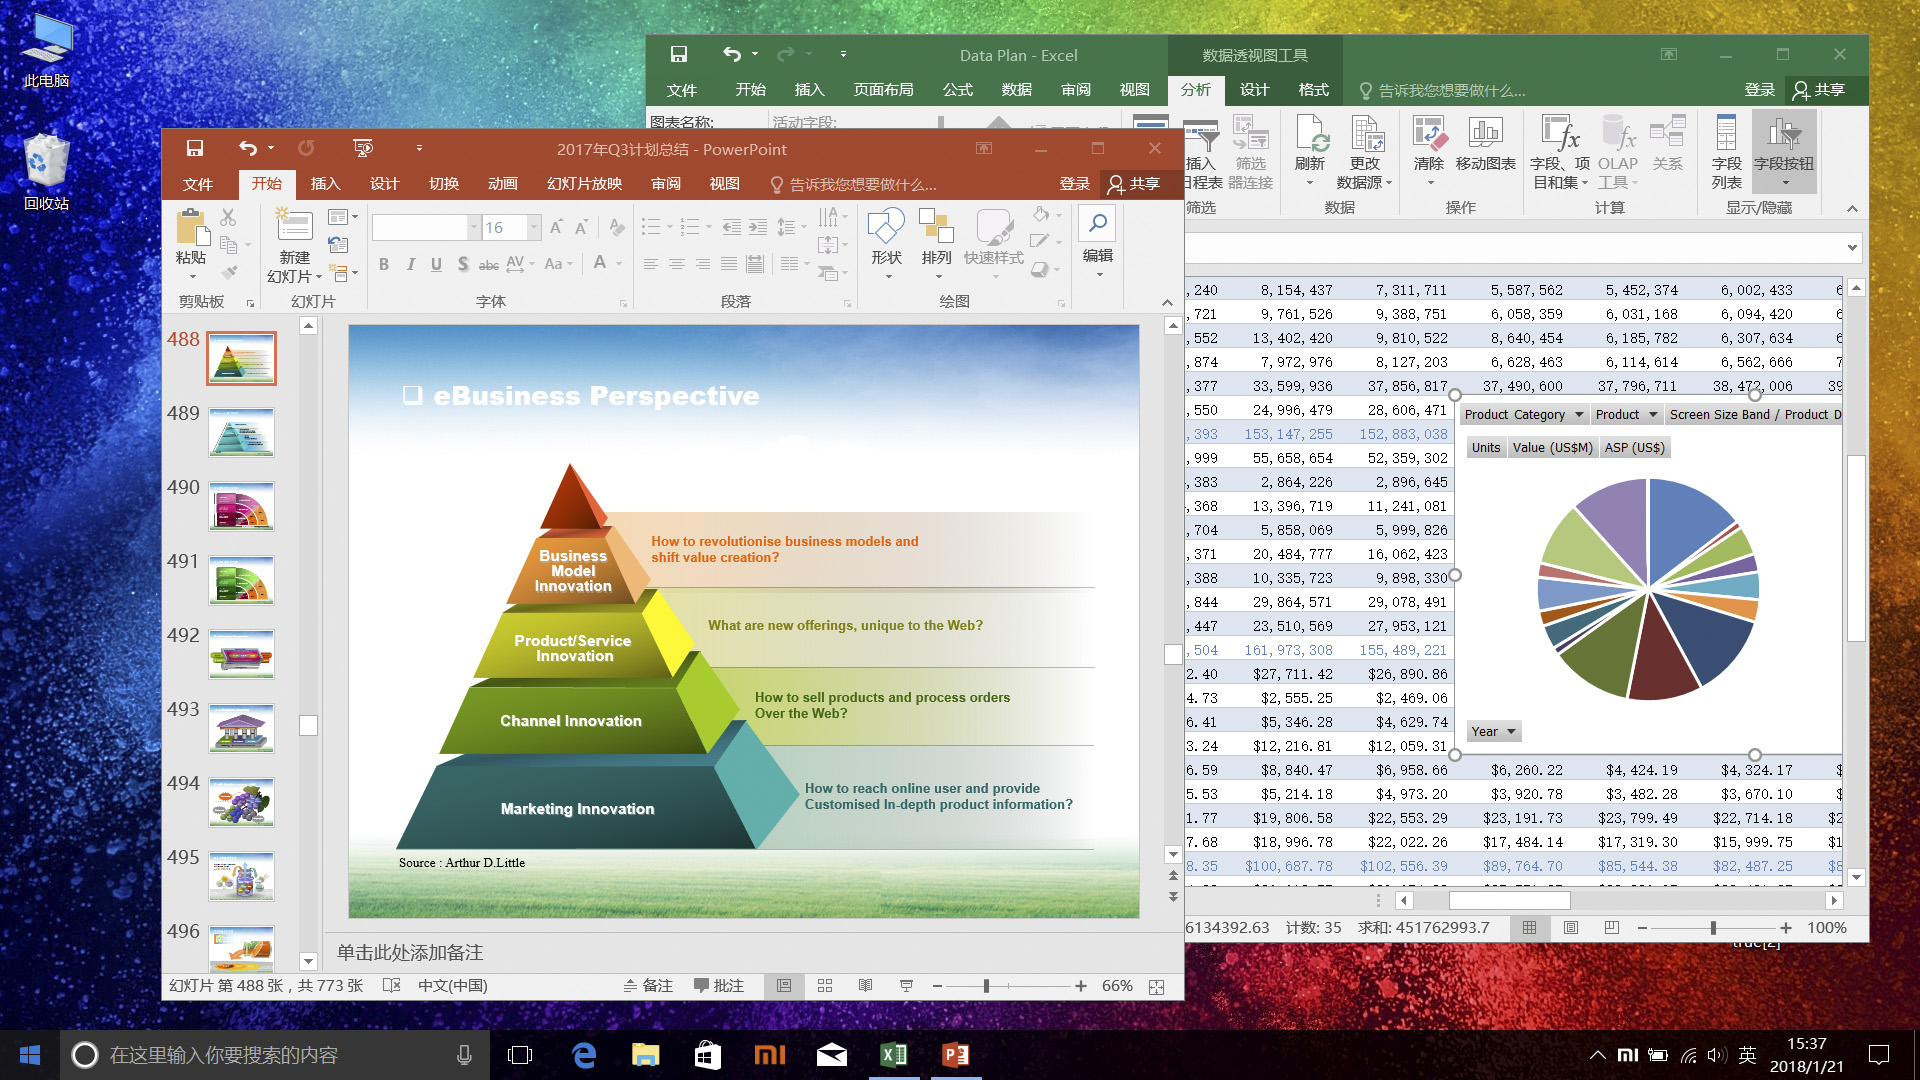 此电脑
回收站
Data Plan - Excel
数据透视图工具
文件 开始 插入 页面布局 公式 数据 审阅 视图 分析 设计 格式 告诉我您想要做什么... 登录 共享
图表名称: 活动字段:
插入 筛选 刷新 更改 清除 移动图表 字段、项 OLAP 关系 字段 字段按钮
日程表 器连接 数据源 目和集 工具 列表
筛选 数据 操作 计算 显示/隐藏
2017年Q3计划总结 - PowerPoint
文件 开始 插入 设计 切换 动画 幻灯片放映 审阅 视图 告诉我您想要做什么... 登录 共享
16
粘贴 新建 B I U S abc AV Aa A 形状 排列 快速样式 编辑
幻灯片
剪贴板 幻灯片 字体 段落 绘图
488
489
490
491
492
493
494
495
496
eBusiness Perspective
Business
Model
Innovation
How to revolutionise business models and
shift value creation?
Product/Service
Innovation
What are new offerings, unique to the Web?
Channel Innovation
How to sell products and process orders
Over the Web?
Marketing Innovation
How to reach online user and provide
Customised In-depth product information?
Source : Arthur D.Little
单击此处添加备注
幻灯片 第 488 张，共 773 张 中文(中国) 备注 批注 66%
,240 8,154,437 7,311,711 5,587,562 5,452,374 6,002,433 6
,721 9,761,526 9,388,751 6,058,359 6,031,168 6,094,420 6
,552 13,402,420 9,810,522 8,640,454 6,185,782 6,307,634 6
,874 7,972,976 8,127,203 6,628,463 6,114,614 6,562,666 7
,377 33,599,936 37,856,817 37,490,600 37,796,711 38,472,006 39
,550 24,996,479 28,606,471
,393 153,147,255 152,883,038
,999 55,658,654 52,359,302
,383 2,864,226 2,896,645
,368 13,396,719 11,241,081
,704 5,858,069 5,999,826
,371 20,484,777 16,062,423
,388 10,335,723 9,898,330
,844 29,864,571 29,078,491
,447 23,510,569 27,953,121
,504 161,973,308 155,489,221
2.40 $27,711.42 $26,890.86
4.73 $2,555.25 $2,469.06
6.41 $5,346.28 $4,629.74
3.24 $12,216.81 $12,059.31
6.59 $8,840.47 $6,958.66 $6,260.22 $4,424.19 $4,324.17 $
5.53 $5,214.18 $4,973.20 $3,920.78 $3,482.28 $3,670.10 $
1.77 $19,806.58 $22,553.29 $23,191.73 $23,799.49 $22,714.18 $2
7.68 $18,996.78 $22,022.26 $17,484.14 $17,319.30 $15,999.75 $1
8.35 $100,687.78 $102,556.39 $89,764.70 $85,544.38 $82,487.25 $8
Product Category Product Screen Size Band / Product D
Units Value (US$M) ASP (US$)
Year
6134392.63 计数: 35 求和: 451762993.7 100%
在这里输入你要搜索的内容
mi
英
15:37
2018/1/21